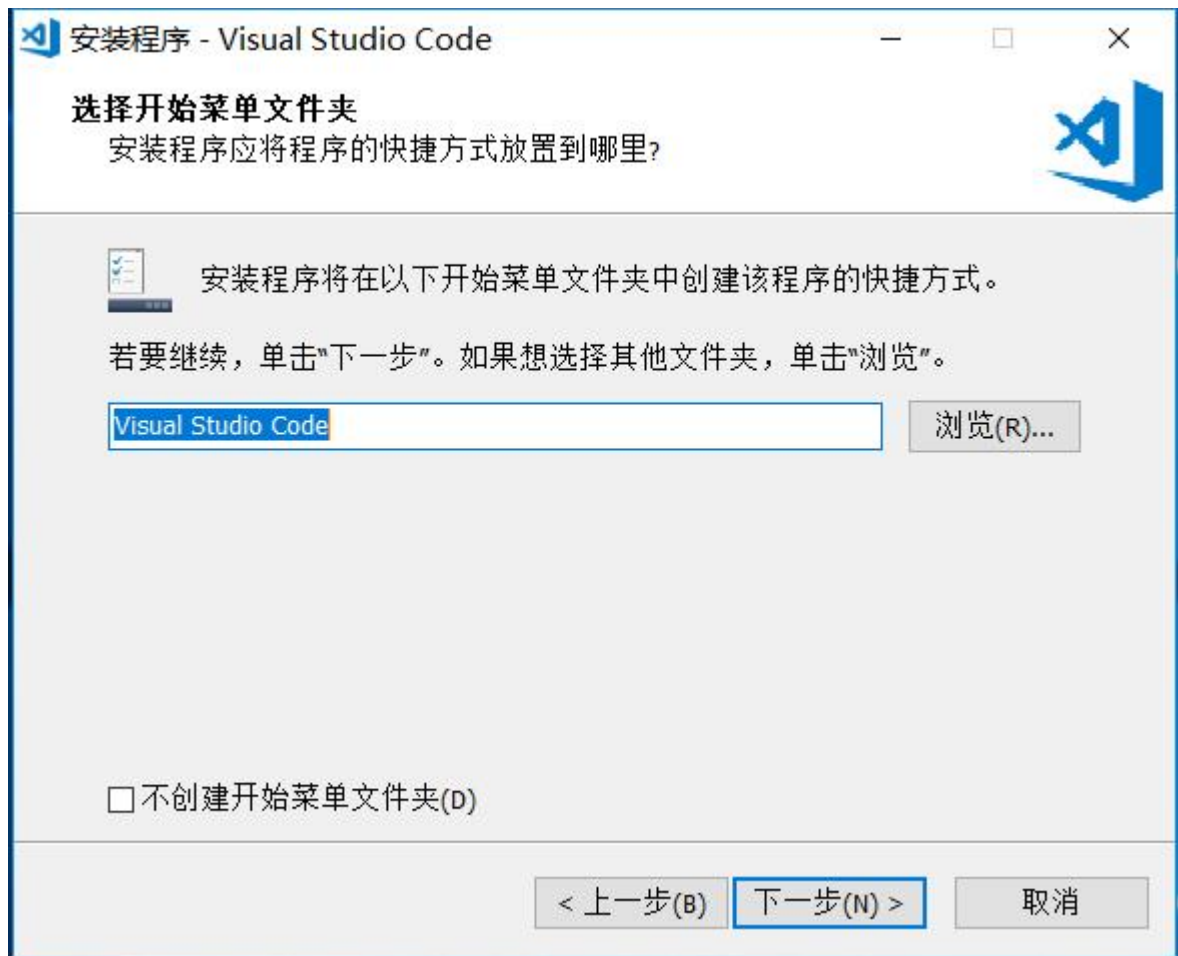 安装程序 - Visual Studio Code
选择开始菜单文件夹
安装程序应将程序的快捷方式放置到哪里?
安装程序将在以下开始菜单文件夹中创建该程序的快捷方式。
若要继续，单击“下一步”。如果想选择其他文件夹，单击“浏览”。
Visual Studio Code
浏览(R)...
不创建开始菜单文件夹(D)
< 上一步(B) 下一步(N) > 取消